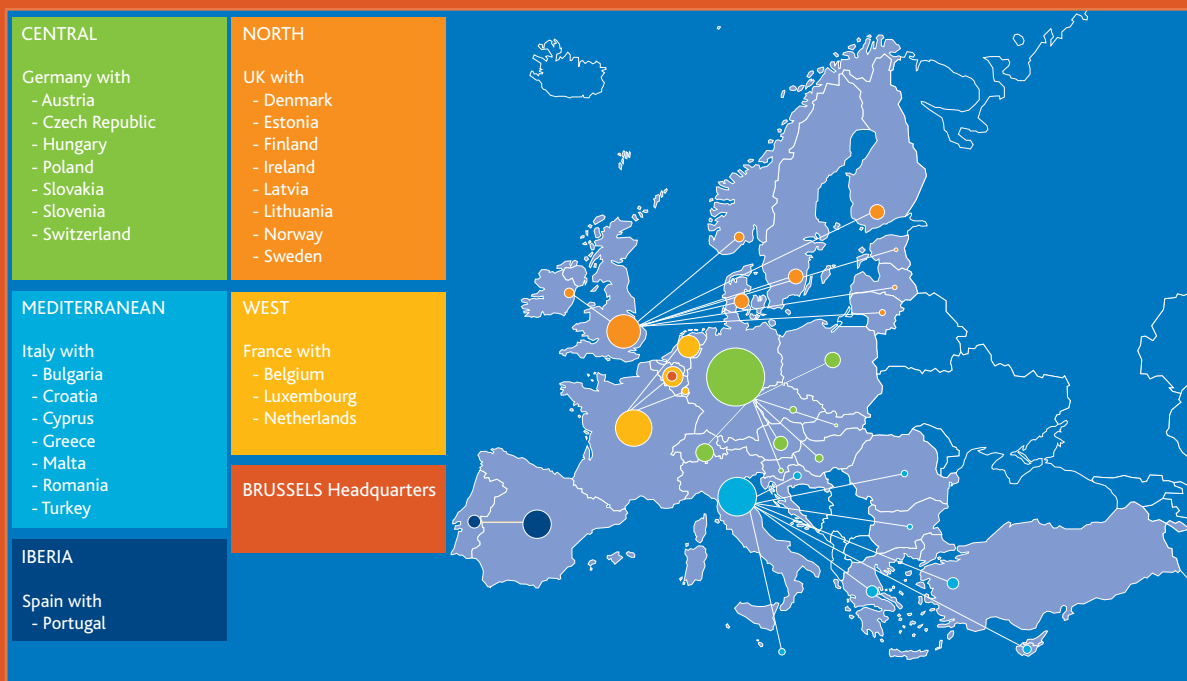 CENTRAL
Germany with
- Austria
- Czech Republic
- Hungary
- Poland
- Slovakia
- Slovenia
- Switzerland
NORTH
UK with
- Denmark
- Estonia
- Finland
- Ireland
- Latvia
- Lithuania
- Norway
- Sweden
MEDITERRANEAN
Italy with
- Bulgaria
- Croatia
- Cyprus
- Greece
- Malta
- Romania
- Turkey
WEST
France with
- Belgium
- Luxembourg
- Netherlands
BRUSSELS Headquarters
IBERIA
Spain with
- Portugal